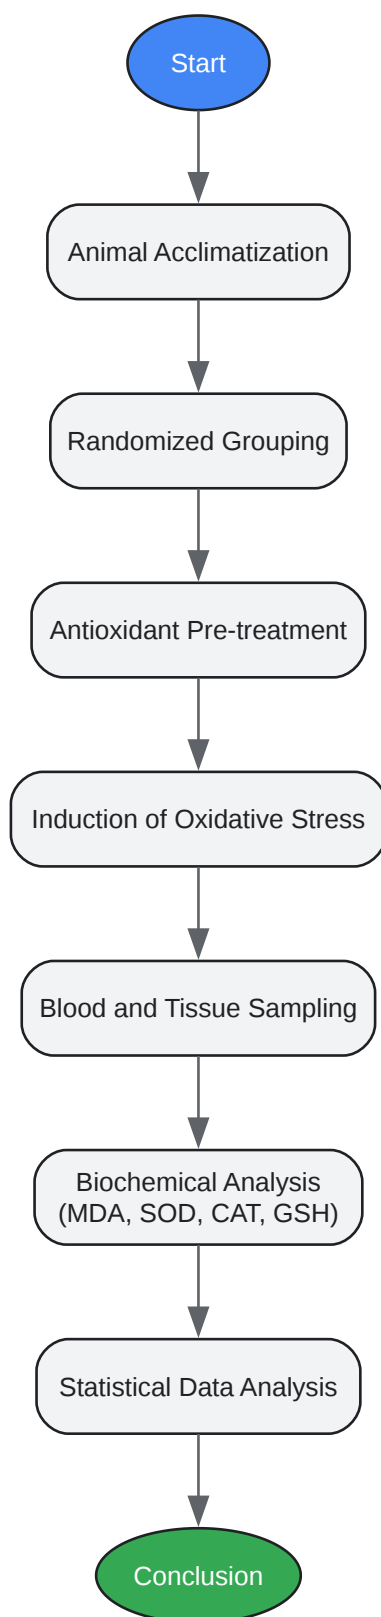 Start
Animal Acclimatization
Randomized Grouping
Antioxidant Pre-treatment
Induction of Oxidative Stress
Blood and Tissue Sampling
Biochemical Analysis
(MDA, SOD, CAT, GSH)
Statistical Data Analysis
Conclusion